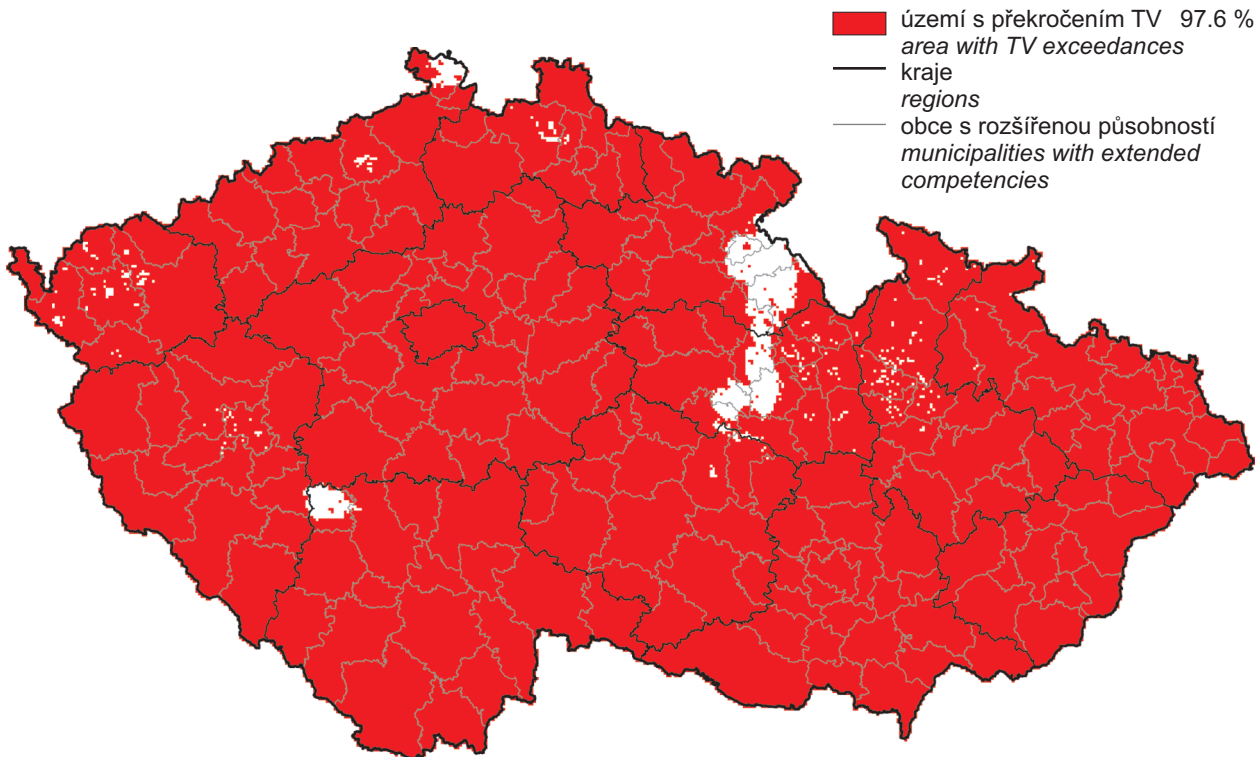 území s překročením TV 97.6 %
area with TV exceedances
kraje
regions
obce s rozšířenou působností
municipalities with extended
competencies